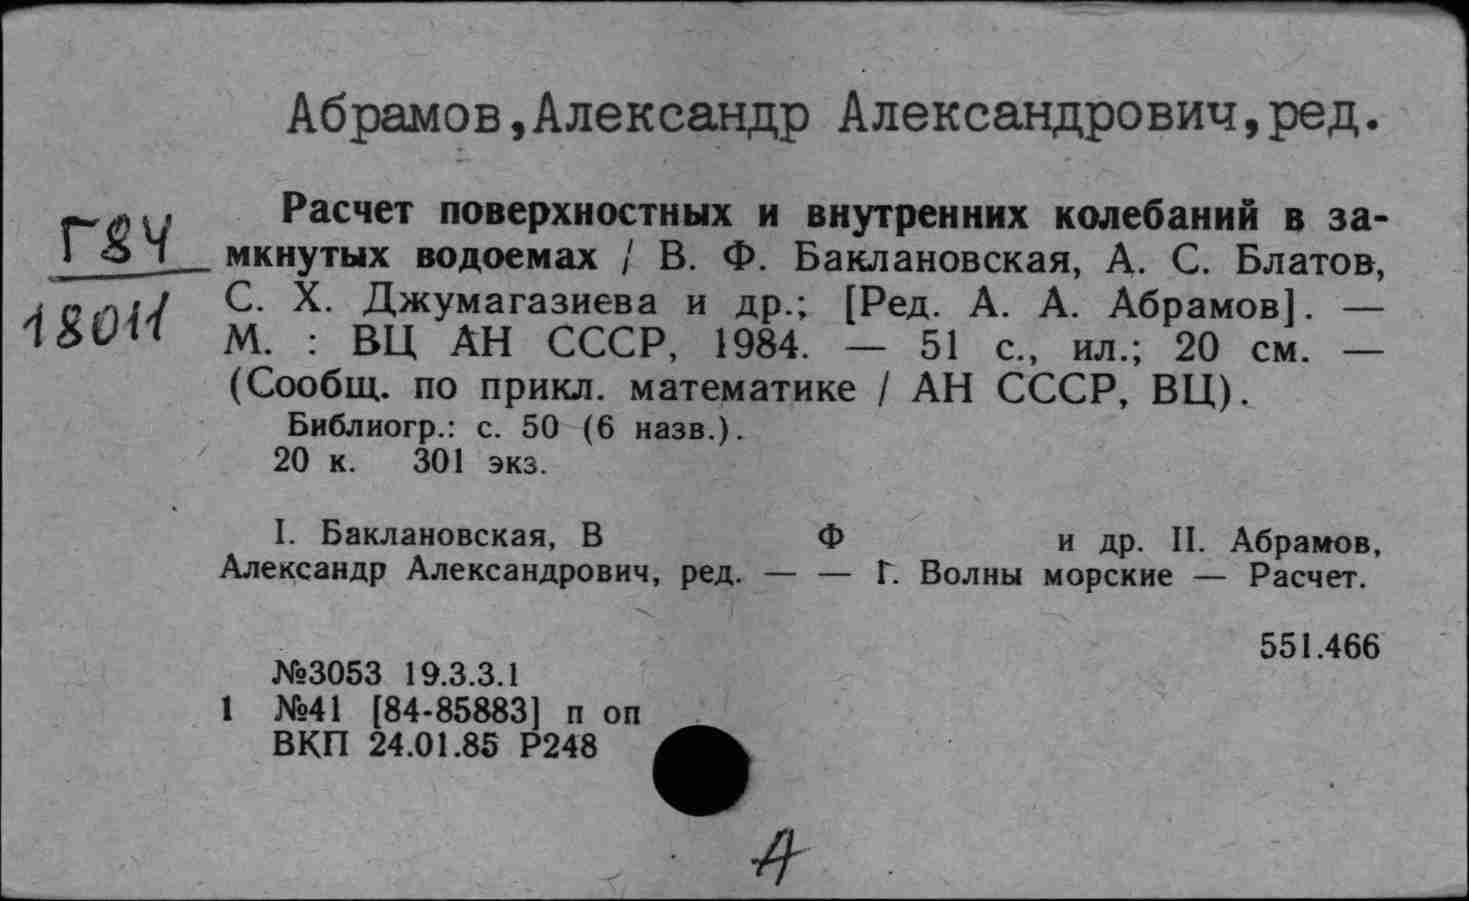 Абрамов,Александр Александрович,ред.
Г84
18011
Расчет поверхностных и внутренних колебаний в за-
мкнутых водоемах / В. Ф. Баклановская, А. С. Блатов,
С. Х. Джумагазиева и др.; [Ред. А. А. Абрамов]. —
М. : ВЦ АН СССР, 1984. — 51 с., ил.; 20 см. —
(Сообщ. по прикл. математике / АН СССР, ВЦ).
Библиогр.: с. 50 (6 назв.).
20 к. 301 экз.
I. Баклановская, В Ф и др. II. Абрамов,
Александр Александрович, ред. — — Г. Волны морские — Расчет.
551.466
№3053 19.3.3.1
1 №41 [84-85883] п оп
ВКП 24.01.85 Р248